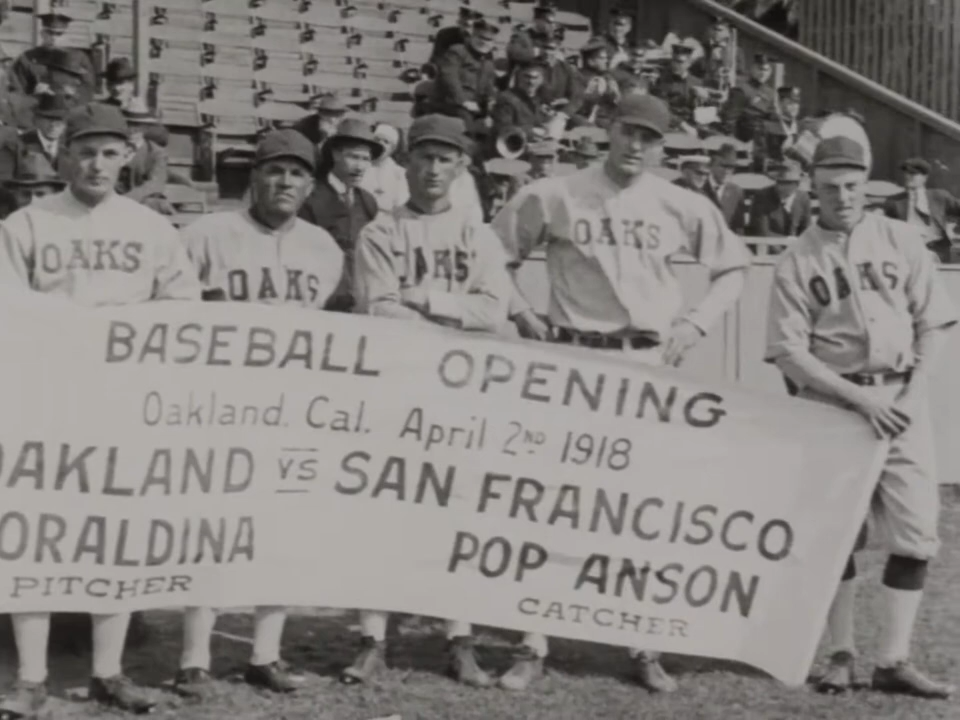 OAKS
OAKS
OAKS
OAKS
OAKS
BASEBALL OPENING
Oakland. Cal. April 2ND 1918
OAKLAND VS SAN FRANCISCO
ORALDINA POP ANSON
PITCHER CATCHER